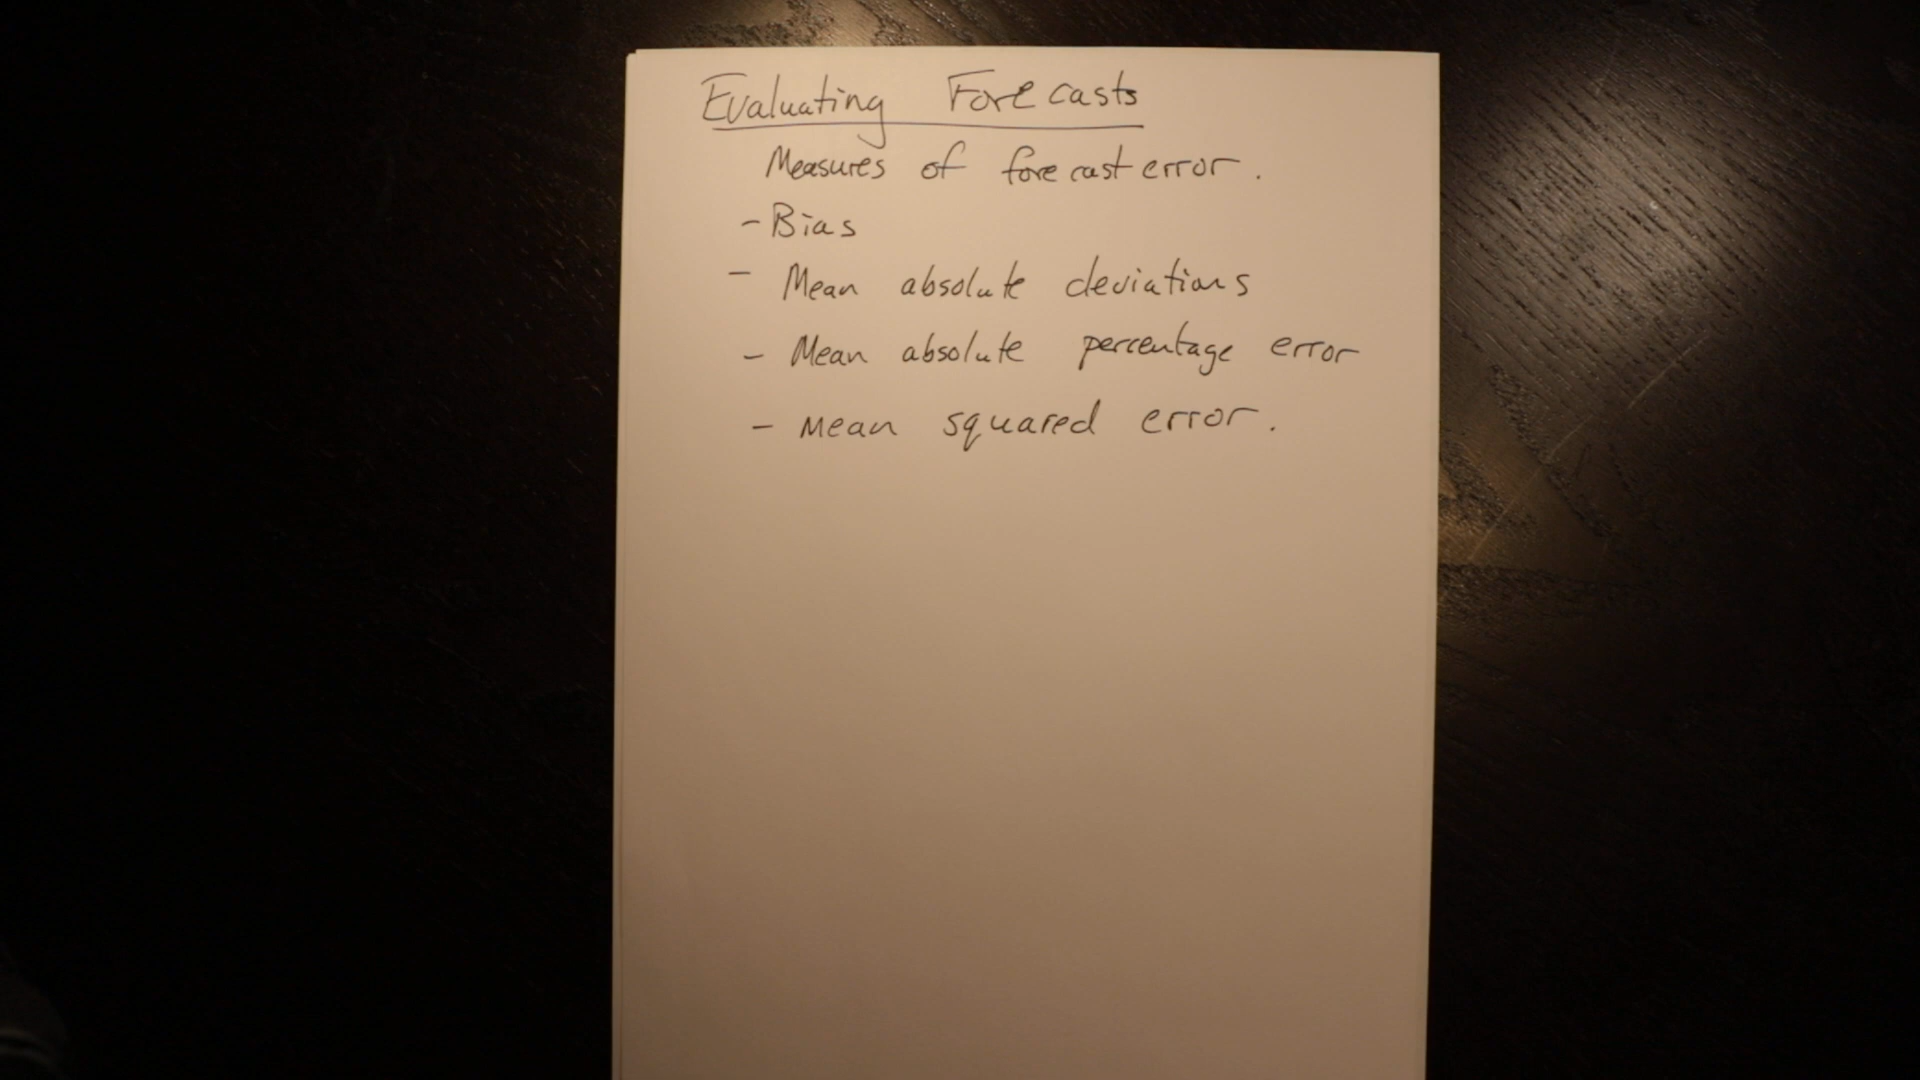 Evaluating Forecasts
Measures of forecast error.
- Bias
- Mean absolute deviations
- Mean absolute percentage error
- Mean squared error.